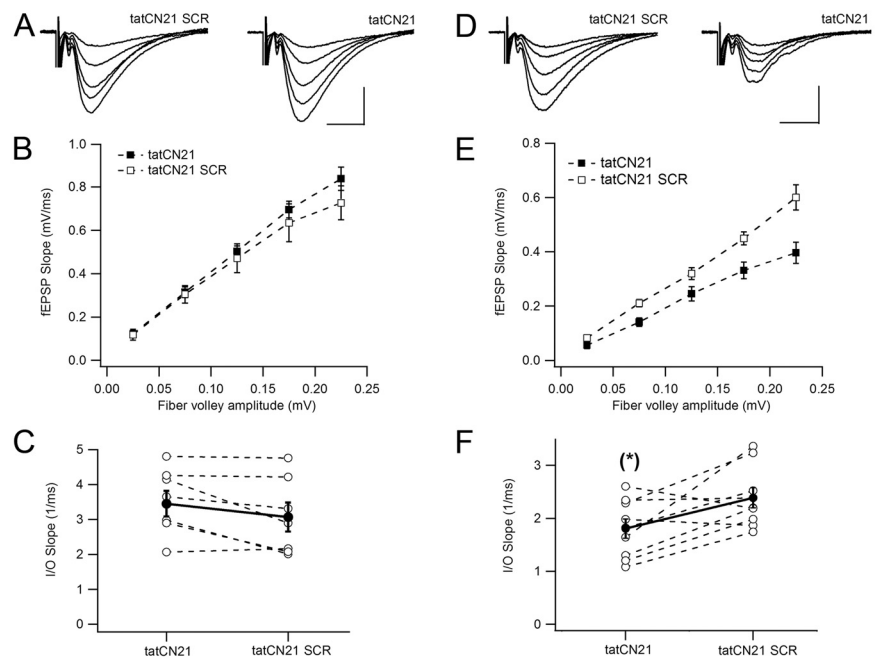 A
tatCN21 SCR
tatCN21
B
1.0
0.8
0.6
0.4
0.2
0.0
fEPSP Slope (mV/ms)
tatCN21
tatCN21 SCR
0.00 0.05 0.10 0.15 0.20 0.25
Fiber volley amplitude (mV)
C
5
4
3
2
1
0
I/O Slope (1/ms)
tatCN21 tatCN21 SCR
D
tatCN21 SCR
tatCN21
E
0.8
0.6
0.4
0.2
0.0
fEPSP Slope (mV/ms)
tatCN21
tatCN21 SCR
0.00 0.05 0.10 0.15 0.20 0.25
Fiber volley amplitude (mV)
F
3
2
1
0
I/O Slope (1/ms)
(*)
tatCN21 tatCN21 SCR